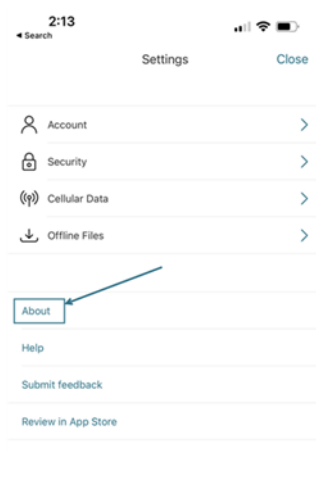 2:13
◄ Search
Settings
Close
Account
Security
Cellular Data
Offline Files
About
Help
Submit feedback
Review in App Store